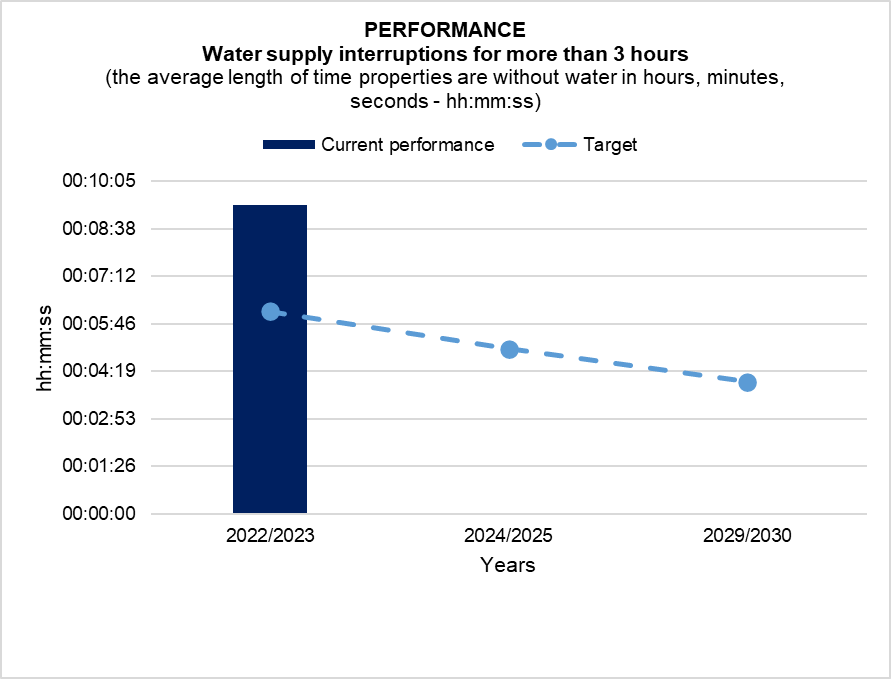 PERFORMANCE
Water supply interruptions for more than 3 hours
(the average length of time properties are without water in hours, minutes,
seconds - hh:mm:ss)
Current performance
Target
00:10:05
00:08:38
00:07:12
00:05:46
00:04:19
00:02:53
00:01:26
00:00:00
hh:mm:ss
2022/2023
2024/2025
2029/2030
Years